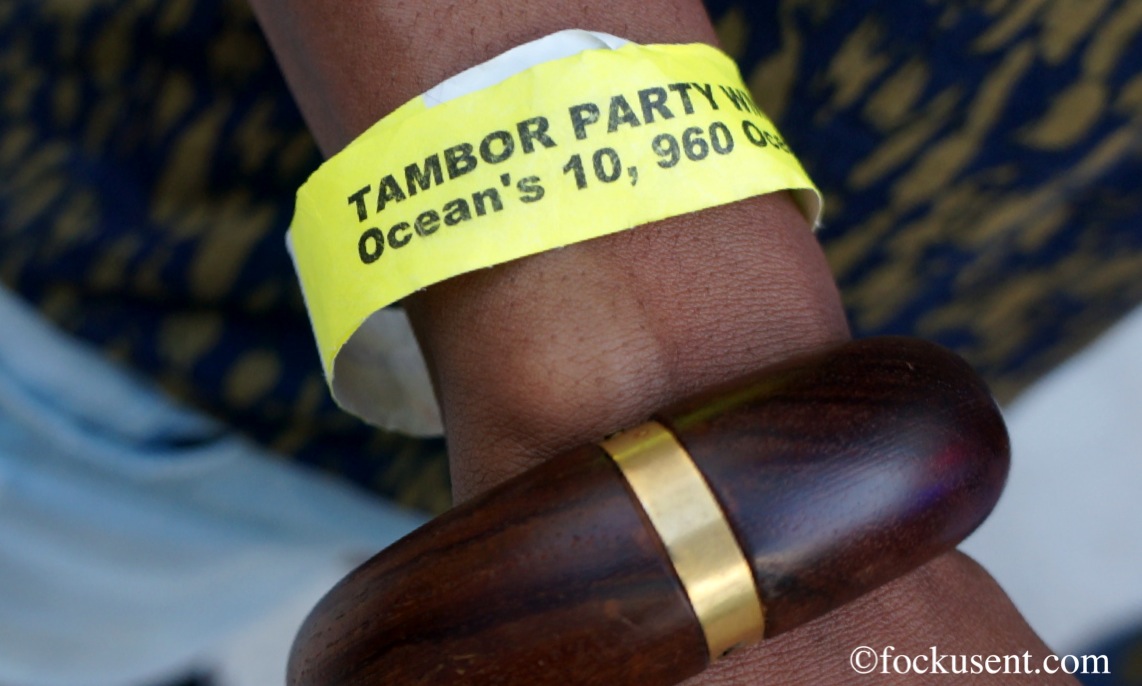 TAMBOR PARTY
Ocean's 10, 960
©fockusent.com